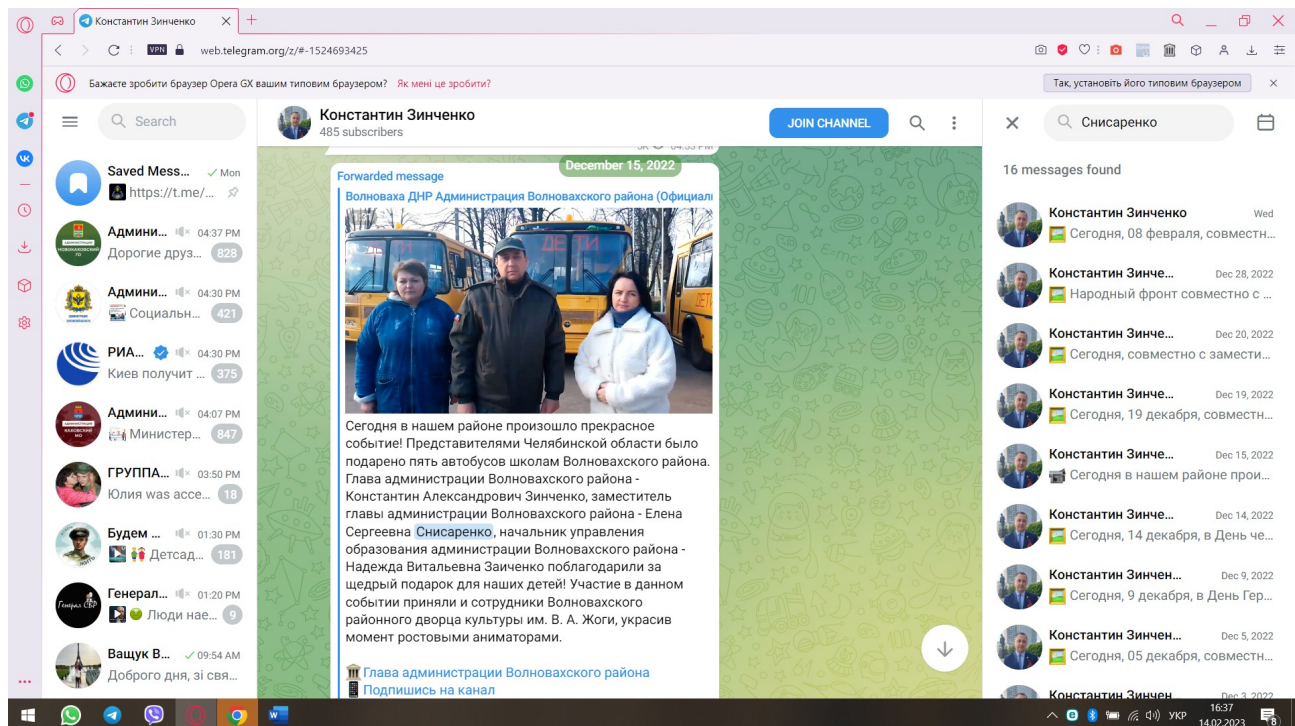 Константин Зинченко
VPN
web.telegram.org/z/#-1524693425
Бажаєте зробити браузер Opera GX вашим типовим браузером? Як мені це зробити?
Так, установіть його типовим браузером
Search
Saved Mess... Mon
https://t.me/...
Админи... 04:37 PM
Дорогие друз... 828
Админи... 04:30 PM
Социальн... 421
РИА... 04:30 PM
Киев получит ... 375
Админи... 04:07 PM
Министер... 847
ГРУППА... 03:50 PM
Юлия was acce... 18
Будем ... 01:30 PM
Детсад... 181
Генерал... 01:20 PM
Люди нае... 9
Ващук В... 09:54 AM
Доброго дня, зі свя...
Константин Зинченко
485 subscribers
JOIN CHANNEL
December 15, 2022
Forwarded message
Волноваха ДНР Администрация Волновахского района (Официаль
ДЕТИ
Сегодня в нашем районе произошло прекрасное
событие! Представителями Челябинской области было
подарено пять автобусов школам Волновахского района.
Глава администрации Волновахского района -
Константин Александрович Зинченко, заместитель
главы администрации Волновахского района - Елена
Сергеевна Снисаренко, начальник управления
образования администрации Волновахского района -
Надежда Витальевна Заиченко поблагодарили за
щедрый подарок для наших детей! Участие в данном
событии приняли и сотрудники Волновахского
районного дворца культуры им. В. А. Жоги, украсив
момент ростовыми аниматорами.
Глава администрации Волновахского района
Подпишись на канал
Снисаренко
16 messages found
Константин Зинченко Wed
Сегодня, 08 февраля, совместн...
Константин Зинче... Dec 28, 2022
Народный фронт совместно с ...
Константин Зинче... Dec 20, 2022
Сегодня, совместно с замести...
Константин Зинче... Dec 19, 2022
Сегодня, 19 декабря, совместн...
Константин Зинче... Dec 15, 2022
Сегодня в нашем районе прои...
Константин Зинче... Dec 14, 2022
Сегодня, 14 декабря, в День че...
Константин Зинчен... Dec 9, 2022
Сегодня, 9 декабря, в День Гер...
Константин Зинчен... Dec 5, 2022
Сегодня, 05 декабря, совместн...
Константин Зинчен... Dec 3, 2022
УКР
16:37
14.02.2023